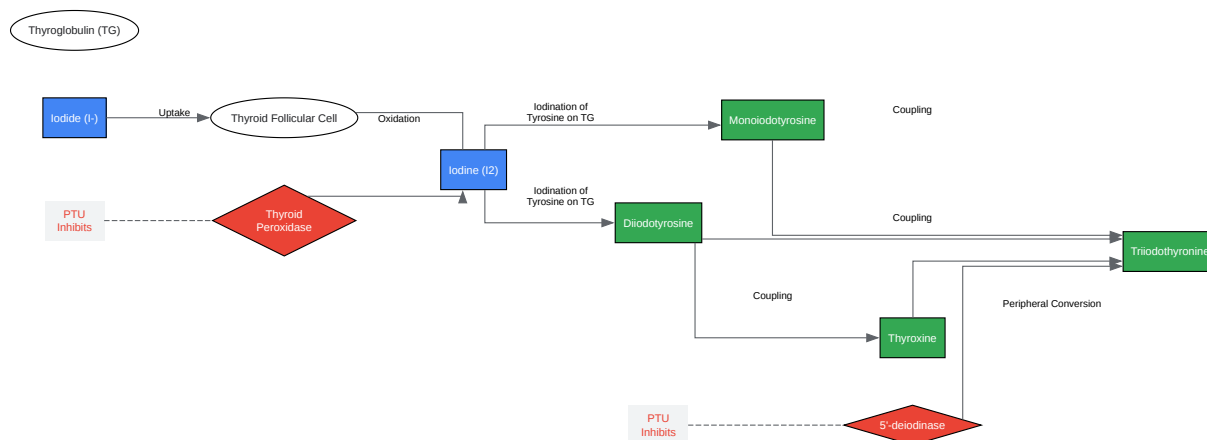 Thyroglobulin (TG)
Iodide (I-)
Uptake
Thyroid Follicular Cell
Oxidation
Iodination of
Tyrosine on TG
Monoiodotyrosine
Coupling
Iodine (I2)
PTU
Inhibits
Thyroid
Peroxidase
Iodination of
Tyrosine on TG
Diiodotyrosine
Coupling
Triiodothyronine
Coupling
Peripheral Conversion
Thyroxine
PTU
Inhibits
5'-deiodinase